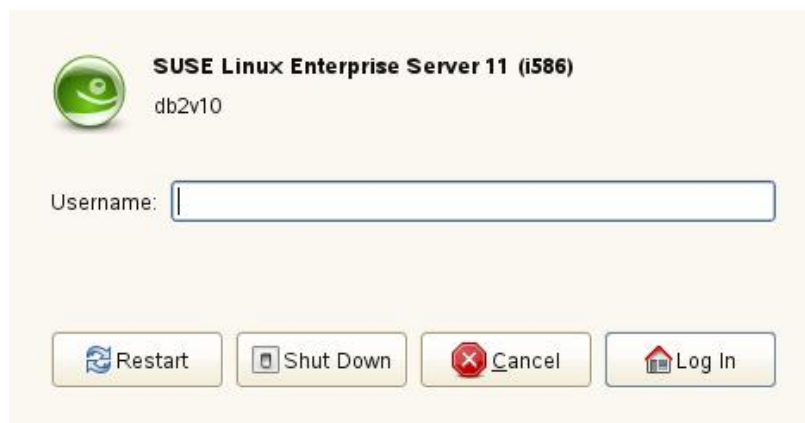 SUSE Linux Enterprise Server 11 (i586)
db2v10
Username:
Restart Shut Down Cancel Log In